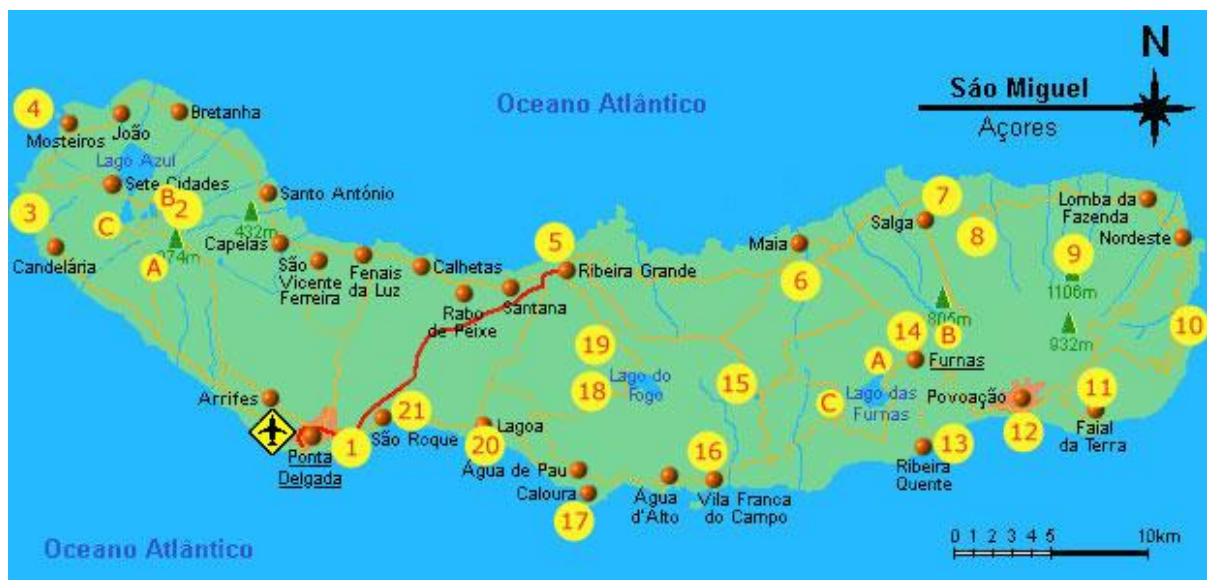 N
São Miguel
Açores
Oceano Atlântico
4
Mosteiros
João
Bretanha
Lago Azul
Sete Cidades
B
2
3
C
Candelária
A
874m
432m
Santo António
Capelas
São
Vicente
Ferreira
Fenais
da Luz
Calhetas
Rabo
de Peixe
Santana
5
Ribeira Grande
Maia
6
7
Salga
8
Lomba da
Fazenda
Nordeste
9
1106m
10
805m
932m
14
B
A
Furnas
C
Lago das
Furnas
Povoação
12
11
Faial
da Terra
13
Ribeira
Quente
19
18
Lago do
Fogo
15
16
Vila Franca
do Campo
Água
d'Alto
Água de Pau
Caloura
17
20
Lagoa
21
São Roque
1
Arrifes
Ponta
Delgada
Oceano Atlântico
0 1 2 3 4 5 10km